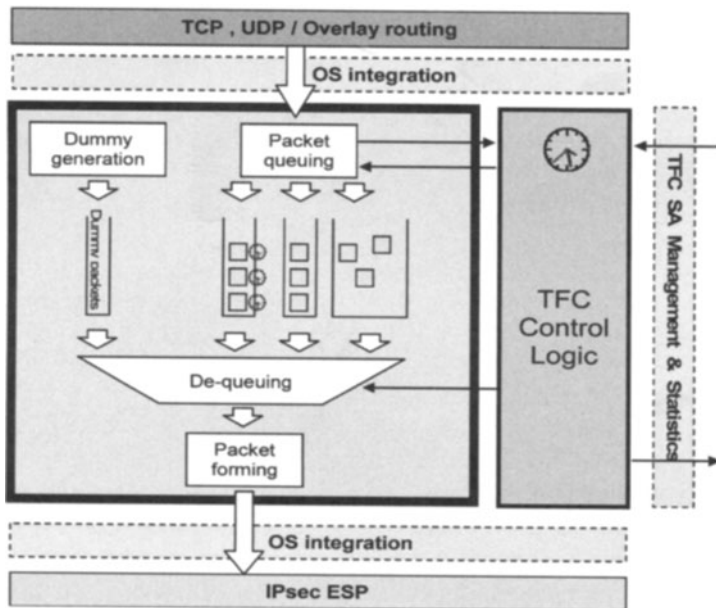 TCP , UDP / Overlay routing
OS integration
Dummy
generation
Packet
queuing
Dummy packets
De-queuing
Packet
forming
TFC
Control
Logic
TFC SA Management & Statistics
OS integration
IPsec ESP